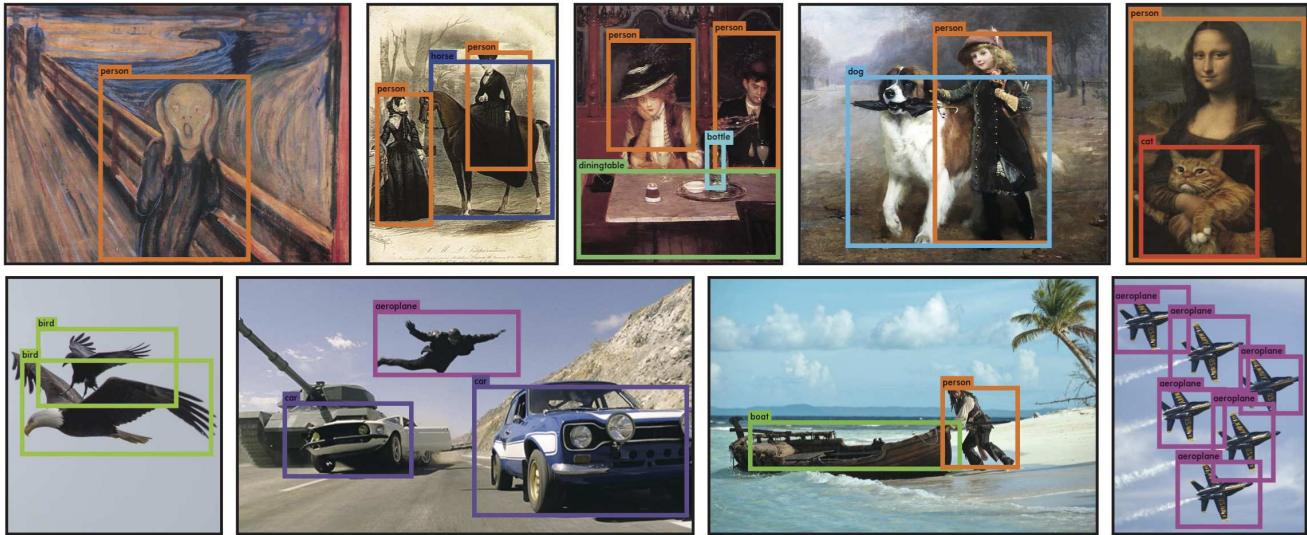 person
person
horse
person
person
person
bottle
diningtable
person
dog
person
cat
bird
bird
aeroplane
car
car
person
boat
aeroplane
aeroplane
aeroplane
aeroplane
aeroplane
aeroplane